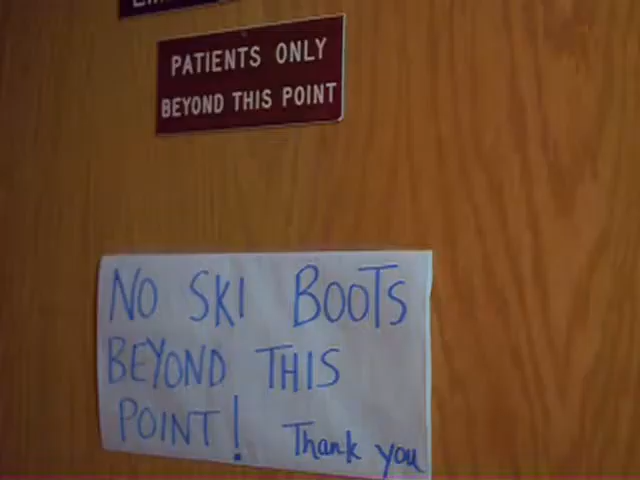 PATIENTS ONLY
BEYOND THIS POINT
NO SKI BOOTS
BEYOND THIS
POINT! Thank you